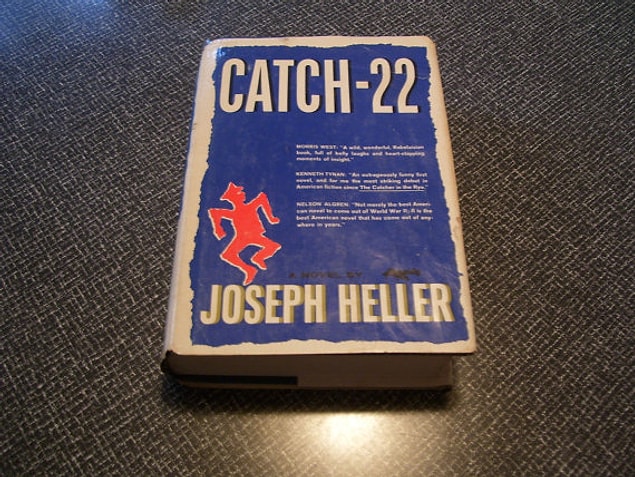 CATCH-22
MORRIS WEST: "A wild, wonderful, Rabelaisian
book, full of belly laughs and heart-stopping
moments of insight."
KENNETH TYNAN: "An outrageously funny first
novel, and for me the most striking debut in
American fiction since The Catcher in the Rye."
NELSON ALGREN: "Not merely the best Ameri-
can novel to come out of World War II; it is the
best American novel that has come out of any-
where in years."
A NOVEL BY
JOSEPH HELLER